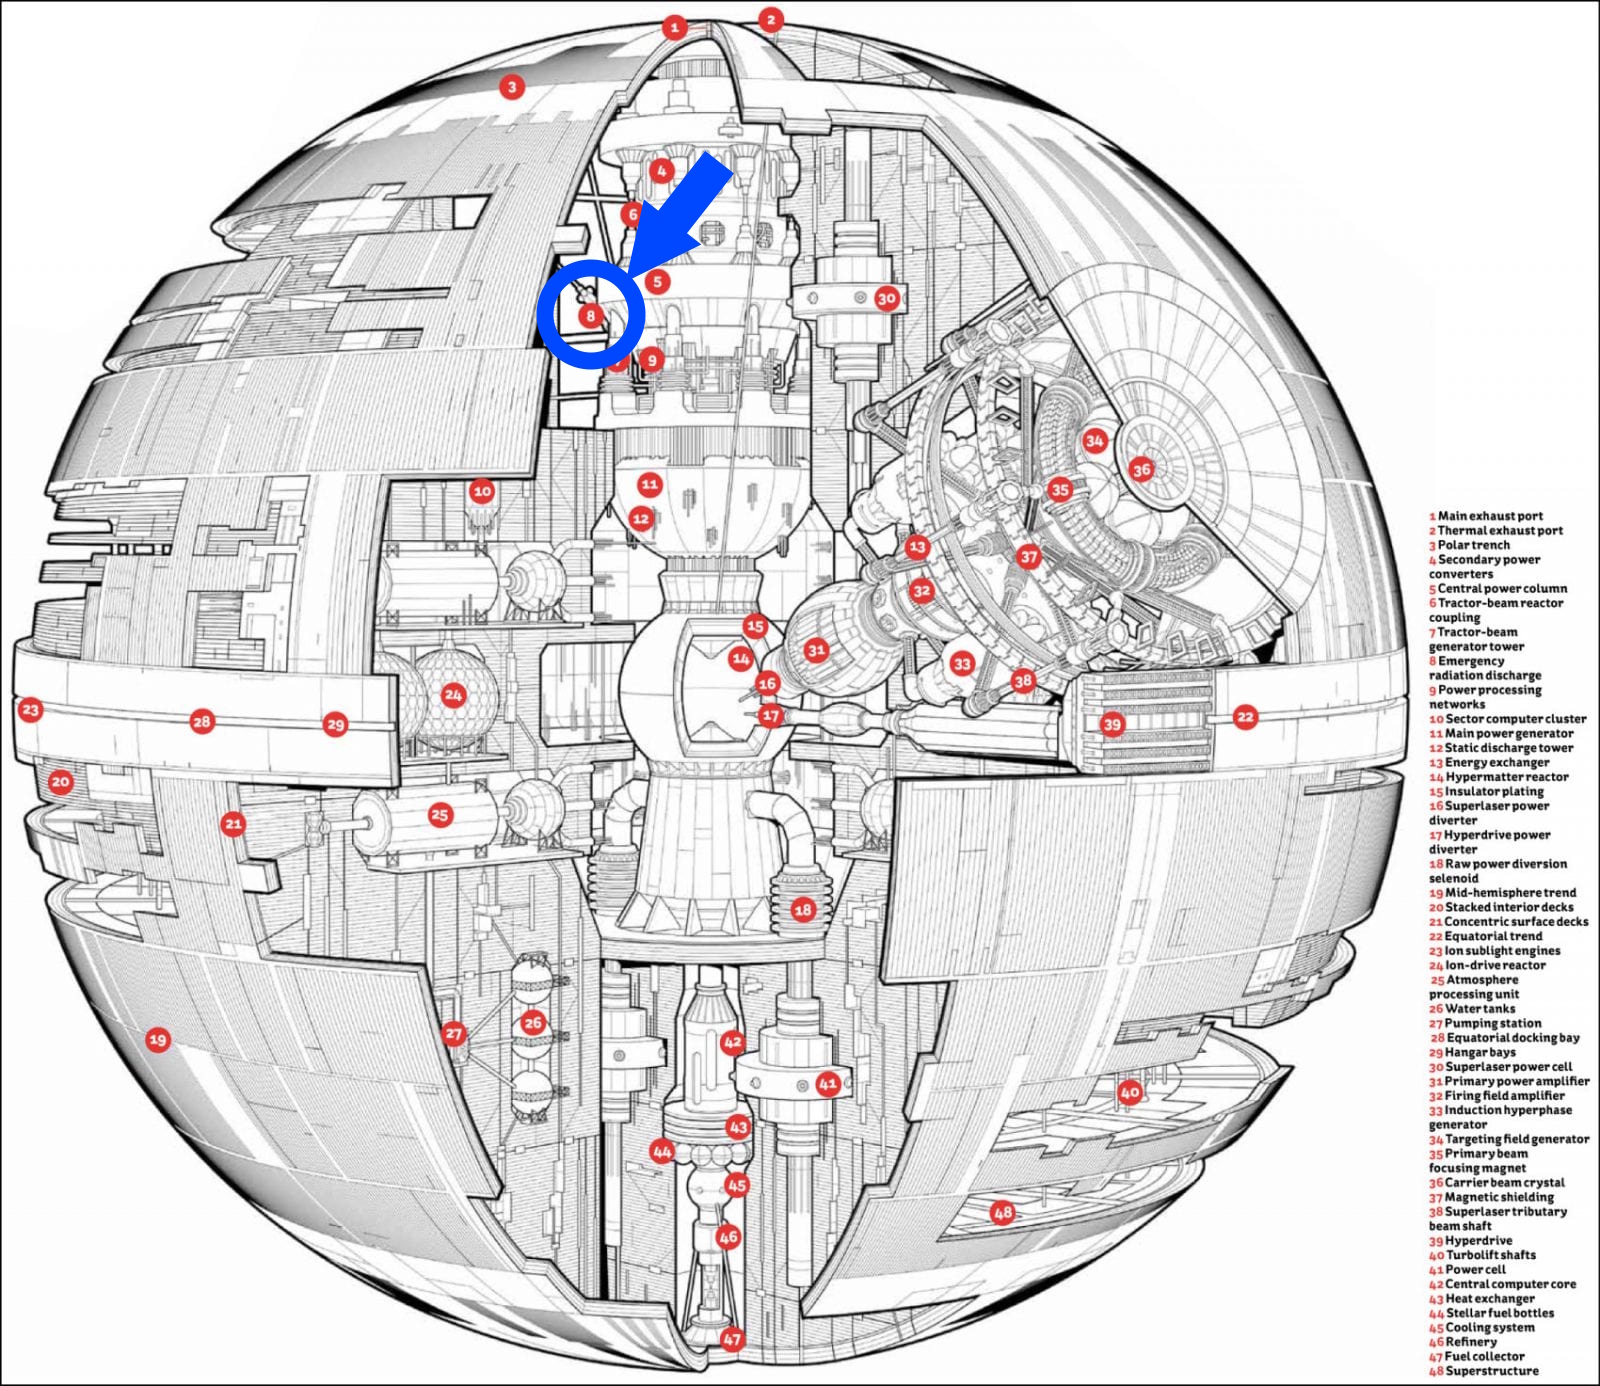 1
2
3
4
6
5
30
8
9
34
36
35
10
11
12
13
37
32
15
31
14
33
16
38
24
23
28
29
17
39
22
20
25
21
18
26
27
19
42
41
40
43
44
45
48
46
47
1 Main exhaust port
2 Thermal exhaust port
3 Polar trench
4 Secondary power
converters
5 Central power column
6 Tractor-beam reactor
coupling
7 Tractor-beam
generator tower
8 Emergency
radiation discharge
9 Power processing
networks
10 Sector computer cluster
11 Main power generator
12 Static discharge tower
13 Energy exchanger
14 Hypermatter reactor
15 Insulator plating
16 Superlaser power
diverter
17 Hyperdrive power
diverter
18 Raw power diversion
selenoid
19 Mid-hemisphere trend
20 Stacked interior decks
21 Concentric surface decks
22 Equatorial trend
23 Ion sublight engines
24 Ion-drive reactor
25 Atmosphere
processing unit
26 Water tanks
27 Pumping station
28 Equatorial docking bay
29 Hangar bays
30 Superlaser power cell
31 Primary power amplifier
32 Firing field amplifier
33 Induction hyperphase
generator
34 Targeting field generator
35 Primary beam
focusing magnet
36 Carrier beam crystal
37 Magnetic shielding
38 Superlaser tributary
beam shaft
39 Hyperdrive
40 Turbolift shafts
41 Power cell
42 Central computer core
43 Heat exchanger
44 Stellar fuel bottles
45 Cooling system
46 Refinery
47 Fuel collector
48 Superstructure